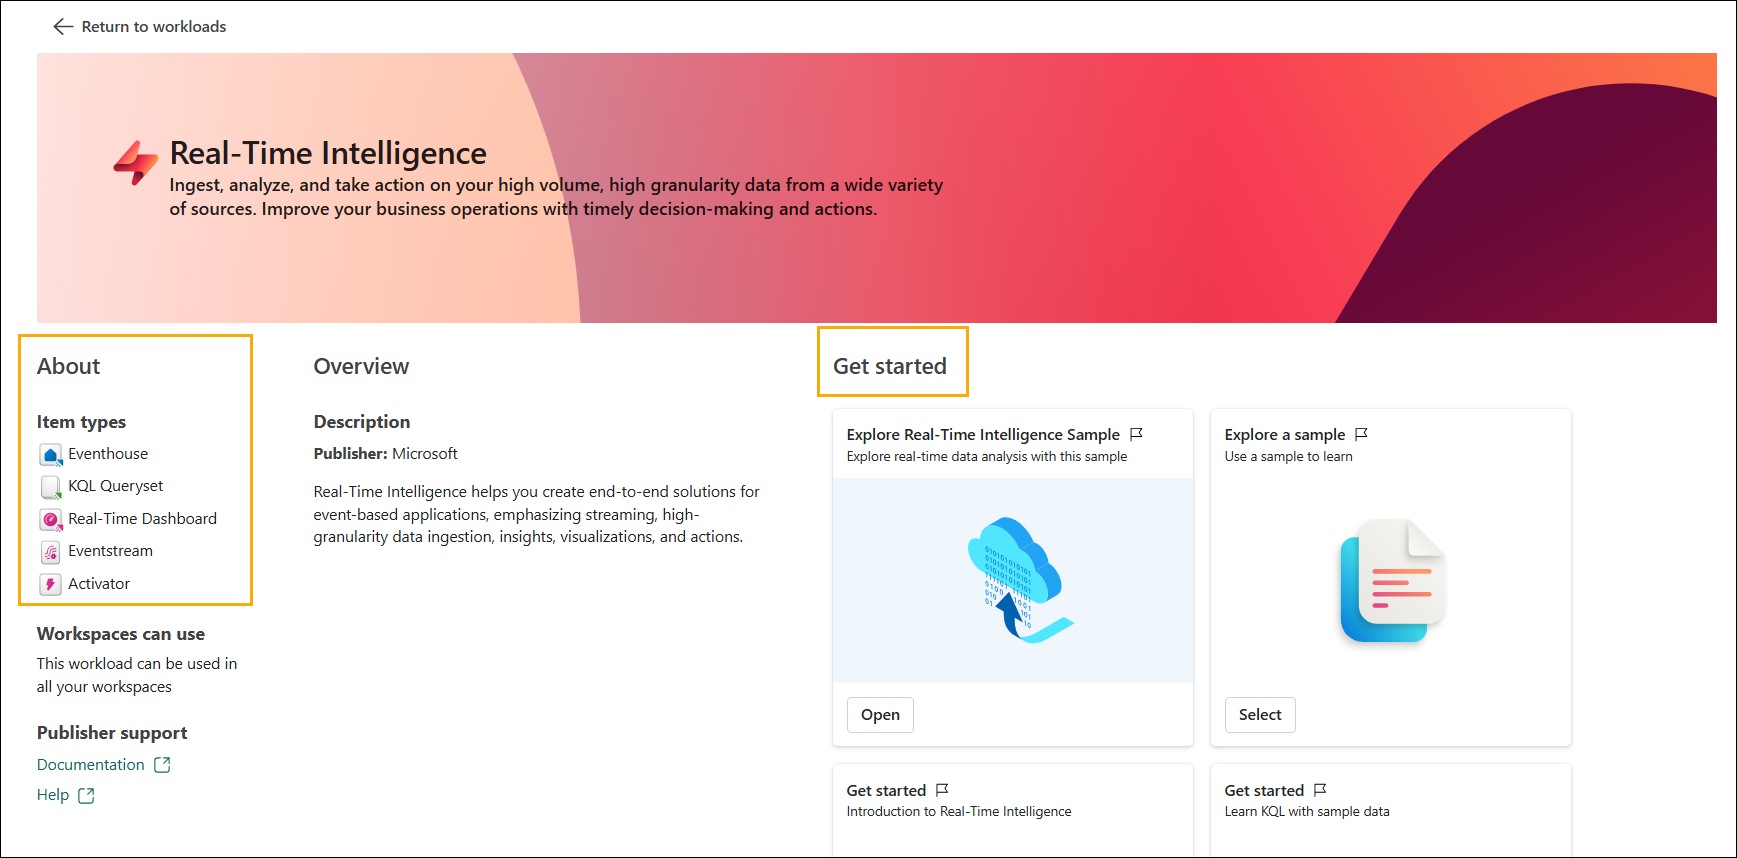 Return to workloads
Real-Time Intelligence
Ingest, analyze, and take action on your high volume, high granularity data from a wide variety
of sources. Improve your business operations with timely decision-making and actions.
About
Item types
Eventhouse
KQL Queryset
Real-Time Dashboard
Eventstream
Activator
Workspaces can use
This workload can be used in
all your workspaces
Publisher support
Documentation
Help
Overview
Description
Publisher: Microsoft
Real-Time Intelligence helps you create end-to-end solutions for
event-based applications, emphasizing streaming, high-
granularity data ingestion, insights, visualizations, and actions.
Get started
Explore Real-Time Intelligence Sample
Explore real-time data analysis with this sample
Open
Explore a sample
Use a sample to learn
Select
Get started
Introduction to Real-Time Intelligence
Get started
Learn KQL with sample data